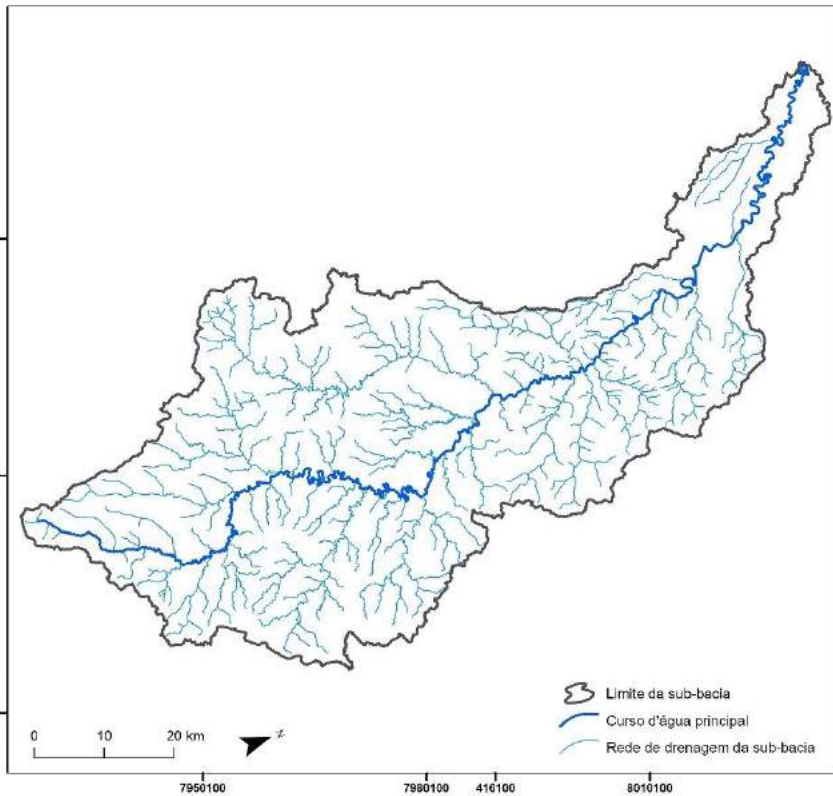 Limite da sub-bacia
Curso d'água principal
Rede de drenagem da sub-bacia
0 10 20 km
N
7950100 7980100 416100 8010100